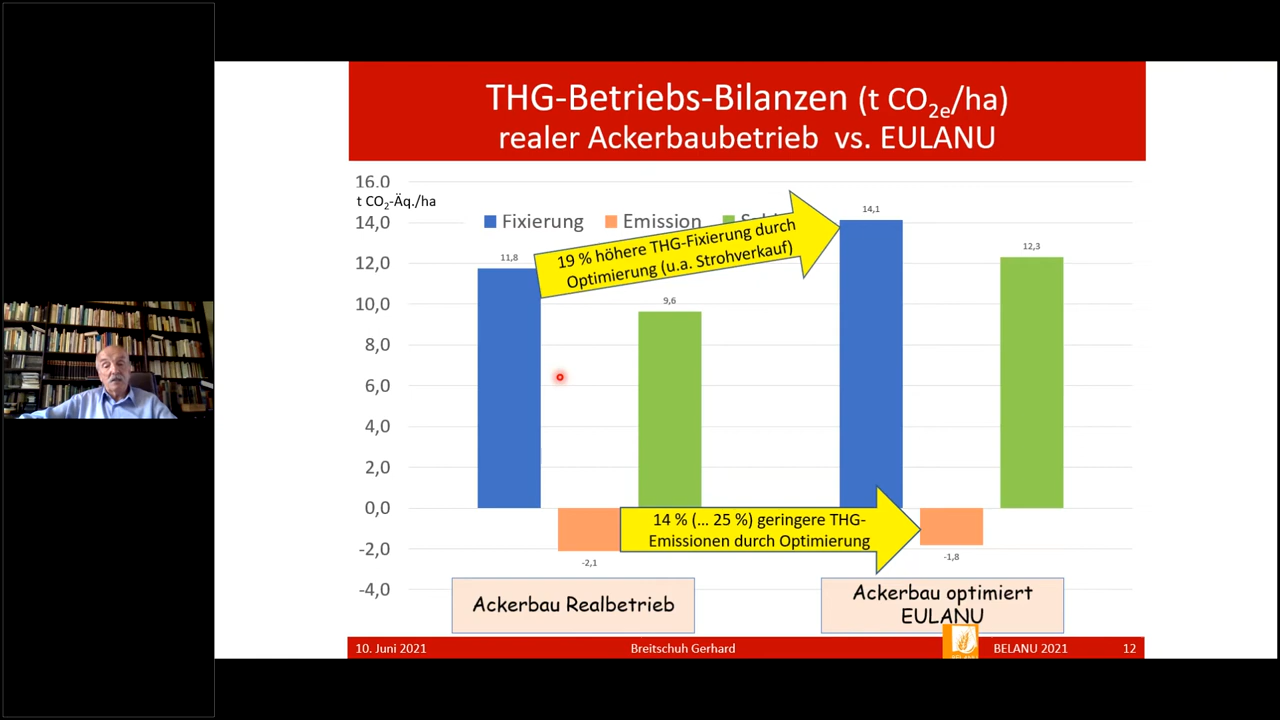 THG-Betriebs-Bilanzen (t CO2e/ha)
realer Ackerbaubetrieb vs. EULANU
16,0
t CO2-Äq./ha
14,0
12,0
10,0
8,0
6,0
4,0
2,0
0,0
-2,0
-4,0
Fixierung
Emission
19 % höhere THG-Fixierung durch
Optimierung (u.a. Strohverkauf)
11,8
9,6
14,1
12,3
14 % (... 25 %) geringere THG-
Emissionen durch Optimierung
-2,1
-1,8
Ackerbau Realbetrieb
Ackerbau optimiert
EULANU
10. Juni 2021
Breitschuh Gerhard
BELANU
BELANU 2021
12